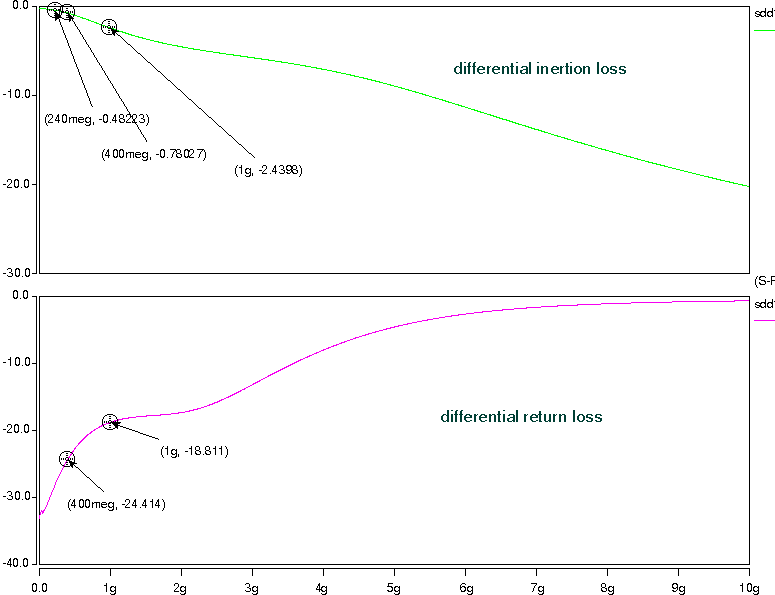 0.0
sdd1
differential inertion loss
-10.0
(240meg, -0.48223)
(400meg, -0.78027)
(1g, -2.4398)
-20.0
-30.0
(S-P
0.0
sdd1
-10.0
differential return loss
-20.0
(1g, -18.811)
-30.0
(400meg, -24.414)
-40.0
0.0 1g 2g 3g 4g 5g 6g 7g 8g 9g 10g